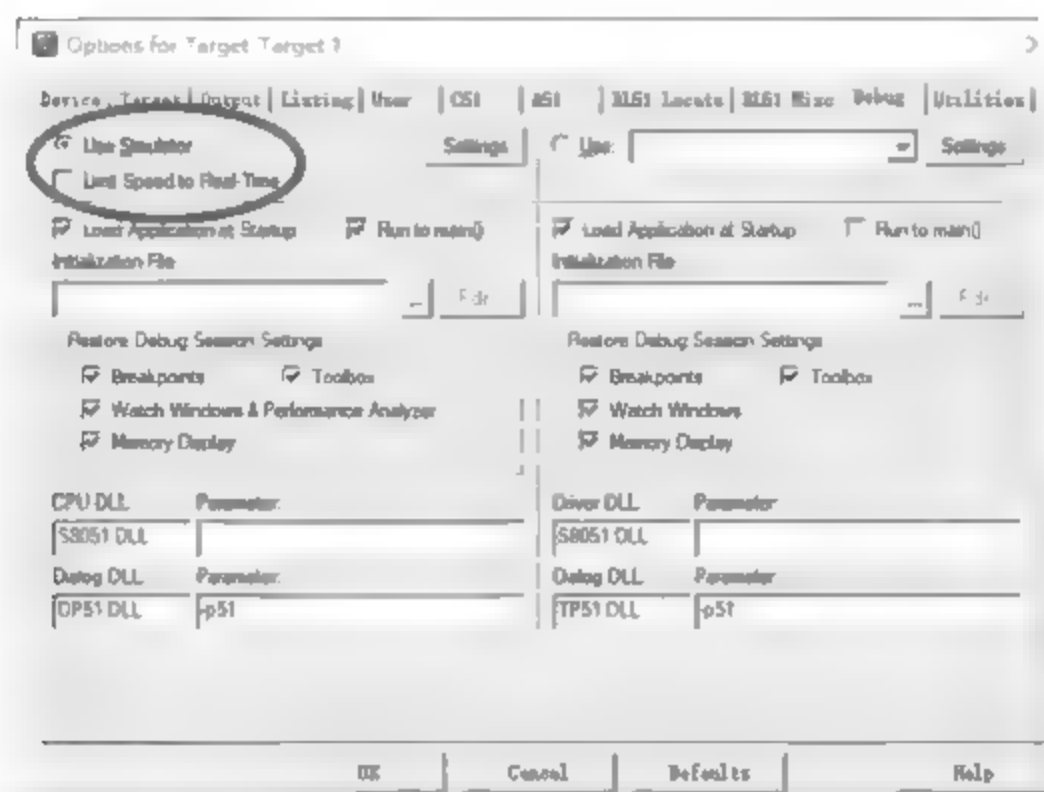 Options for Target 'Target 1'
Device | Target | Output | Listing | User | C51 | A51 | BL51 Locate | BL51 Misc Debug | Utilities
Use Simulator Settings Use: Settings
Limit Speed to Real-Time
Load Application at Startup Run to main() Load Application at Startup Run to main()
Initialization File Initialization File
... Edit ... Edit
Restore Debug Session Settings Restore Debug Session Settings
Breakpoints Toolbox Breakpoints Toolbox
Watch Windows & Performance Analyzer Watch Windows
Memory Display Memory Display
CPU DLL Parameter: Driver DLL Parameter
S8051 DLL S8051 DLL
Dialog DLL Parameter: Dialog DLL Parameter
DP51 DLL -p51 TP51 DLL -p51
OK Cancel Defaults Help